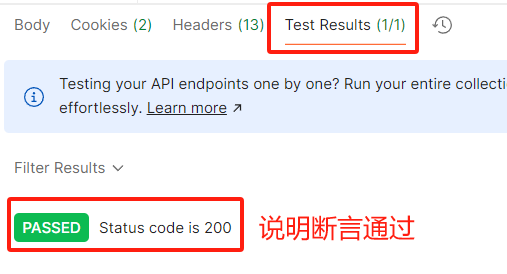 Body Cookies (2) Headers (13) Test Results (1/1)
Testing your API endpoints one by one? Run your entire collecti
effortlessly. Learn more ↗
Filter Results
PASSED Status code is 200 说明断言通过